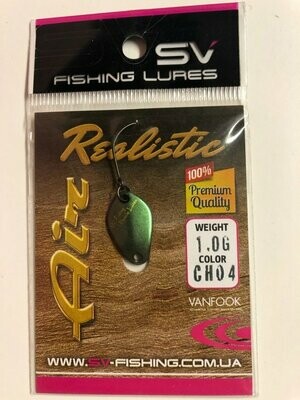 SV
FISHING LURES
Realistic
Air
100%
Premium
Quality
WEIGHT
1.0G
COLOR
CH04
VANFOOK
WWW.SV-FISHING.COM.UA